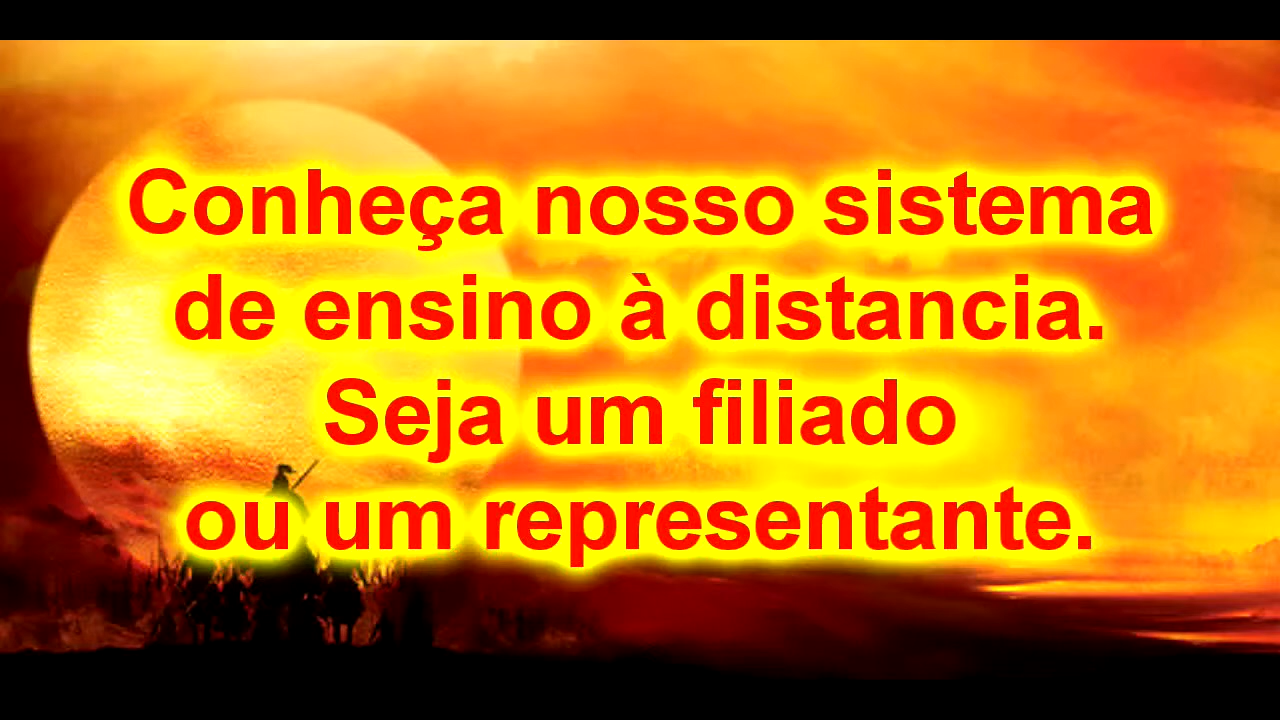 Conheça nosso sistema
de ensino à distancia.
Seja um filiado
ou um representante.